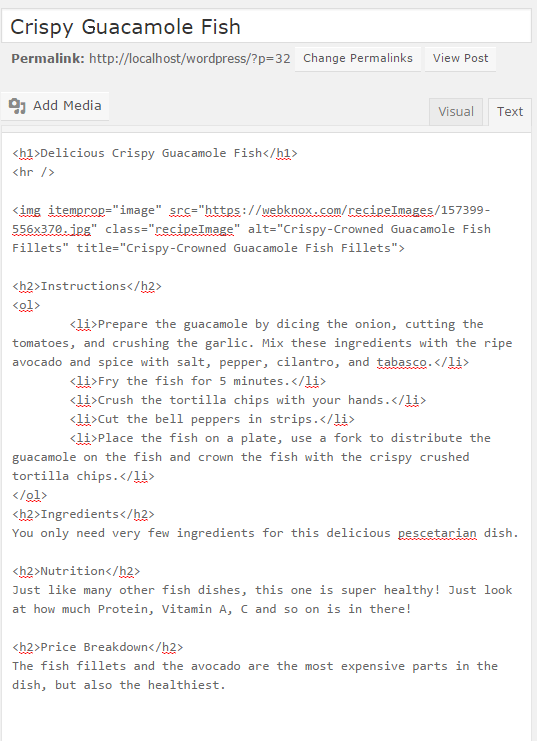 Crispy Guacamole Fish
Permalink: http://localhost/wordpress/?p=32 Change Permalinks View Post
Add Media
Visual Text
<h1>Delicious Crispy Guacamole Fish</h1>
<hr />
<img itemprop="image" src="https://webknox.com/recipeImages/157399-
556x370.jpg" class="recipeImage" alt="Crispy-Crowned Guacamole Fish
Fillets" title="Crispy-Crowned Guacamole Fish Fillets">
<h2>Instructions</h2>
<ol>
<li>Prepare the guacamole by dicing the onion, cutting the
tomatoes, and crushing the garlic. Mix these ingredients with the ripe
avocado and spice with salt, pepper, cilantro, and tabasco.</li>
<li>Fry the fish for 5 minutes.</li>
<li>Crush the tortilla chips with your hands.</li>
<li>Cut the bell peppers in strips.</li>
<li>Place the fish on a plate, use a fork to distribute the
guacamole on the fish and crown the fish with the crispy crushed
tortilla chips.</li>
</ol>
<h2>Ingredients</h2>
You only need very few ingredients for this delicious pescetarian dish.
<h2>Nutrition</h2>
Just like many other fish dishes, this one is super healthy! Just look
at how much Protein, Vitamin A, C and so on is in there!
<h2>Price Breakdown</h2>
The fish fillets and the avocado are the most expensive parts in the
dish, but also the healthiest.